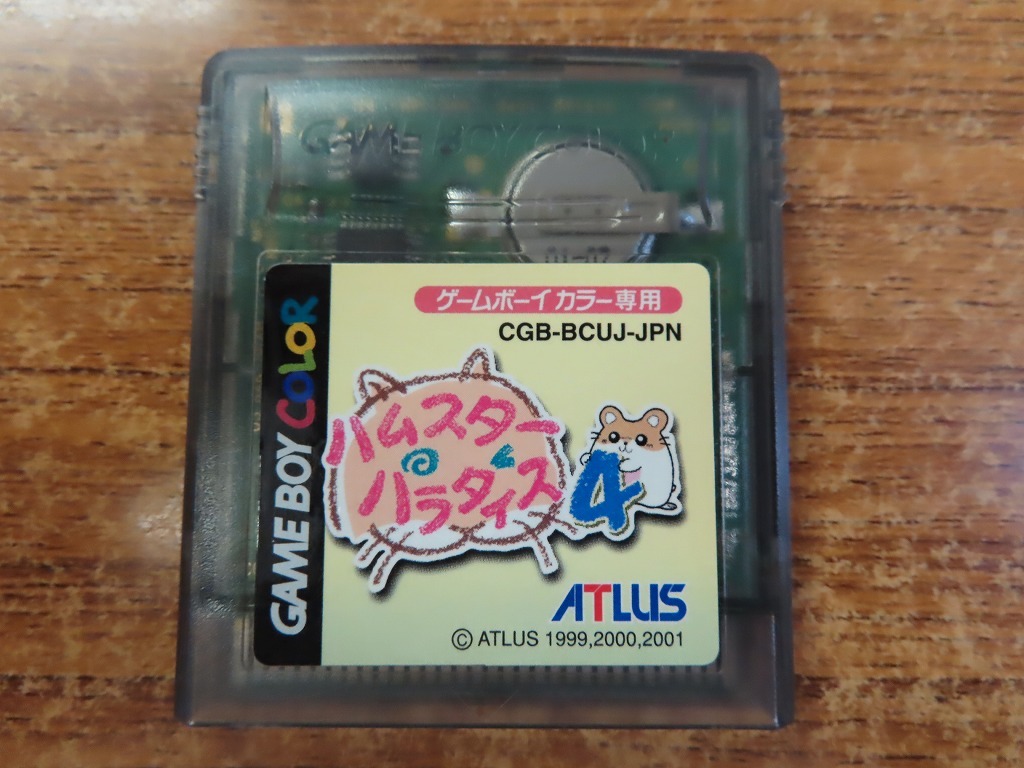 GAME BOY COLOR
GAME BOY COLOR
ゲームボーイカラー専用
CGB-BCUJ-JPN
ハムスター
パラダイス4
ATLUS
© ATLUS 1999,2000,2001